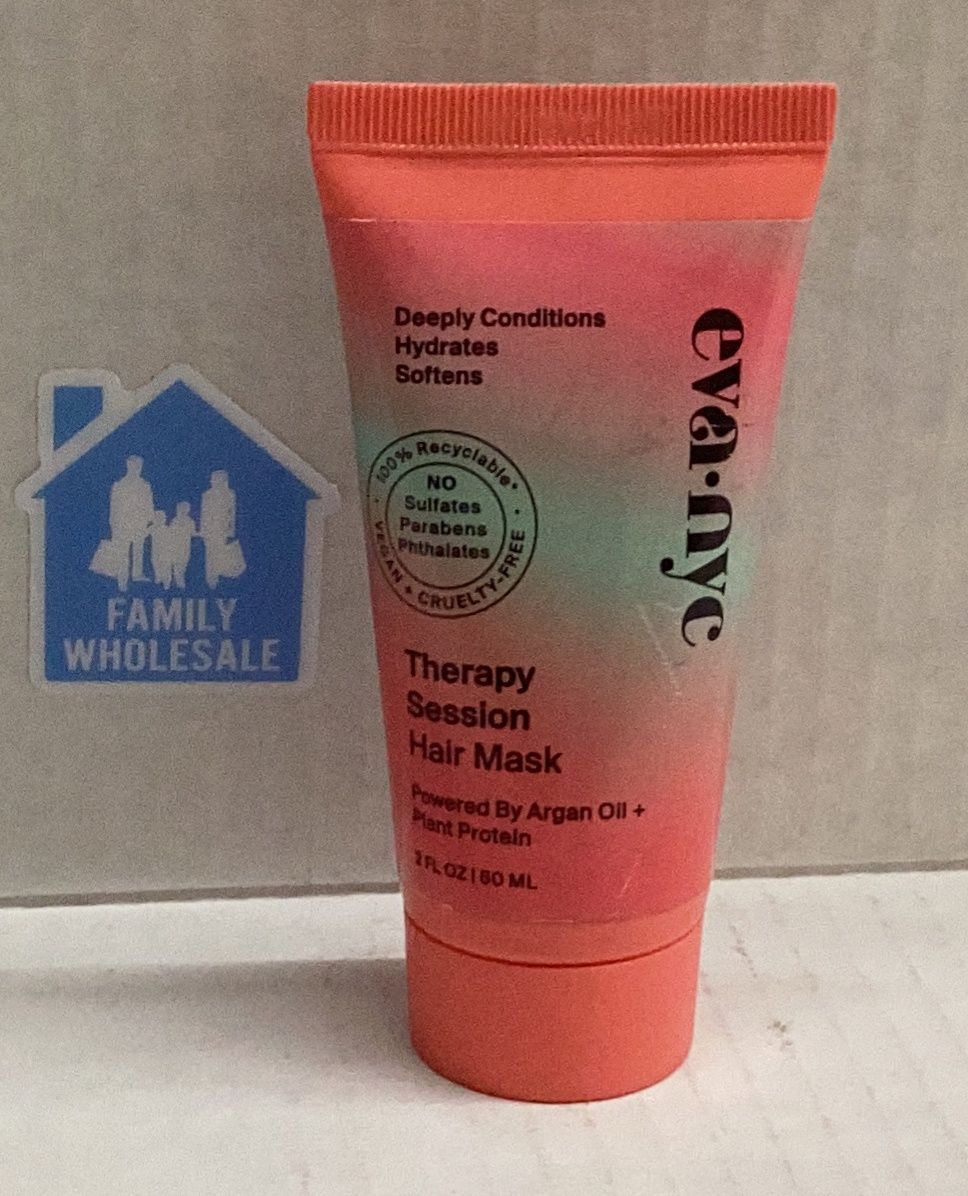 Deeply Conditions
Hydrates
Softens
eva·nyc
100% Recyclable*
NO
Sulfates
Parabens
Phthalates
VEGAN + CRUELTY-FREE
Therapy
Session
Hair Mask
Powered By Argan Oil +
Plant Protein
2 FL OZ | 60 ML
FAMILY
WHOLESALE